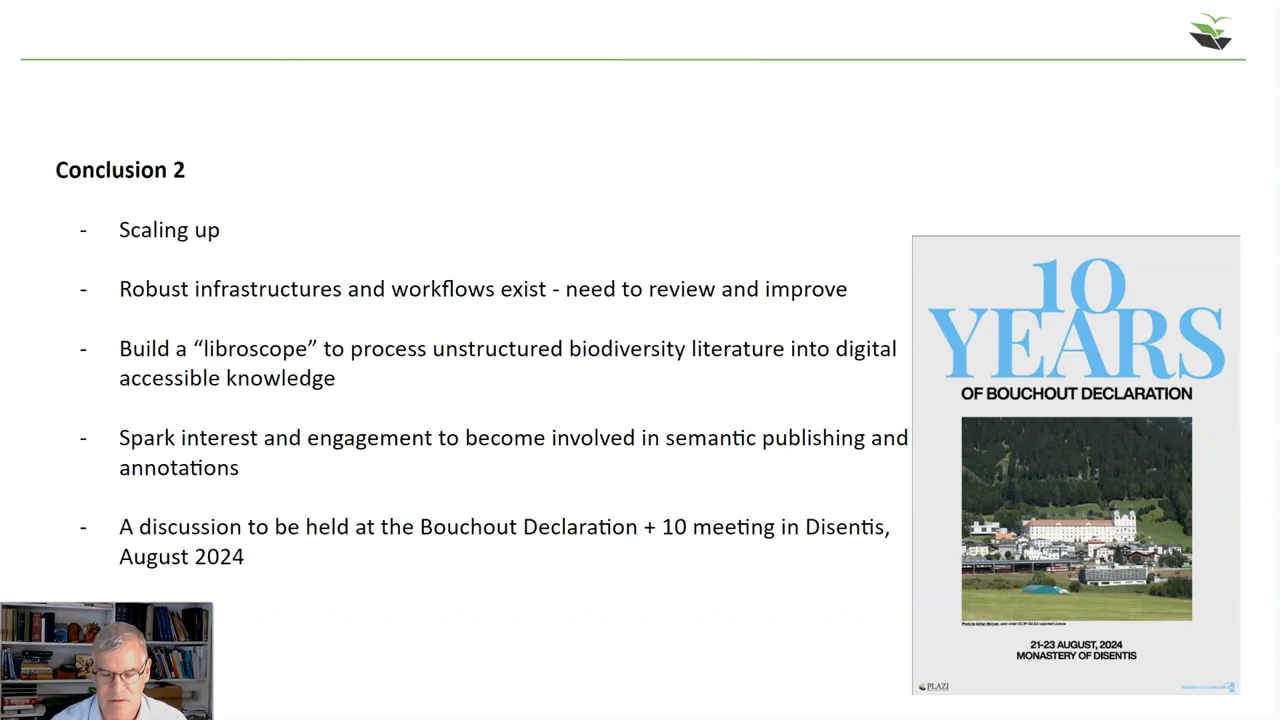 Conclusion 2
- Scaling up
- Robust infrastructures and workflows exist - need to review and improve
- Build a “libroscope” to process unstructured biodiversity literature into digital
accessible knowledge
- Spark interest and engagement to become involved in semantic publishing and
annotations
- A discussion to be held at the Bouchout Declaration + 10 meeting in Disentis,
August 2024
10
YEARS
OF BOUCHOUT DECLARATION
21-23 AUGUST, 2024
MONASTERY OF DISENTIS
PLAZI